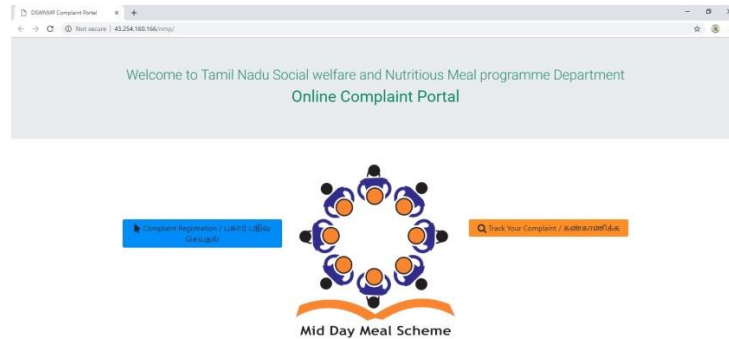 DSWNMP Complaint Portal
Not secure | 43.254.160.166/nmp/
Welcome to Tamil Nadu Social welfare and Nutritious Meal programme Department
Online Complaint Portal
Complaint Registration / புகார் பதிவு
செய்தல்
Track Your Complaint / கண்காணிக்க
Mid Day Meal Scheme